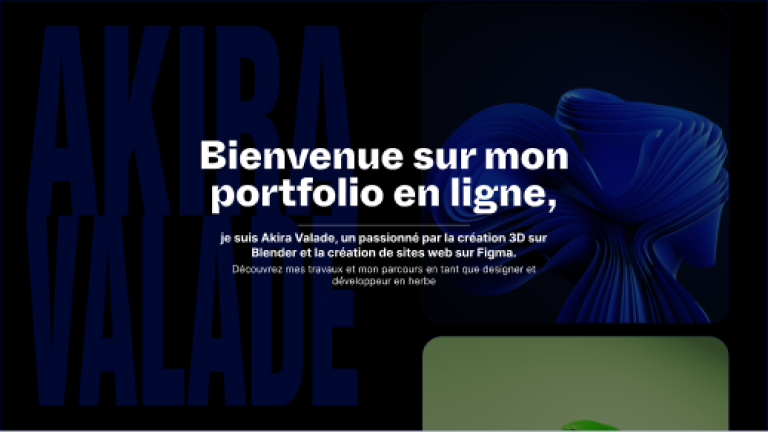 AKIRA
VALADE
Bienvenue sur mon
portfolio en ligne,
je suis Akira Valade, un passionné par la création 3D sur
Blender et la création de sites web sur Figma.
Découvrez mes travaux et mon parcours en tant que designer et
développeur en herbe